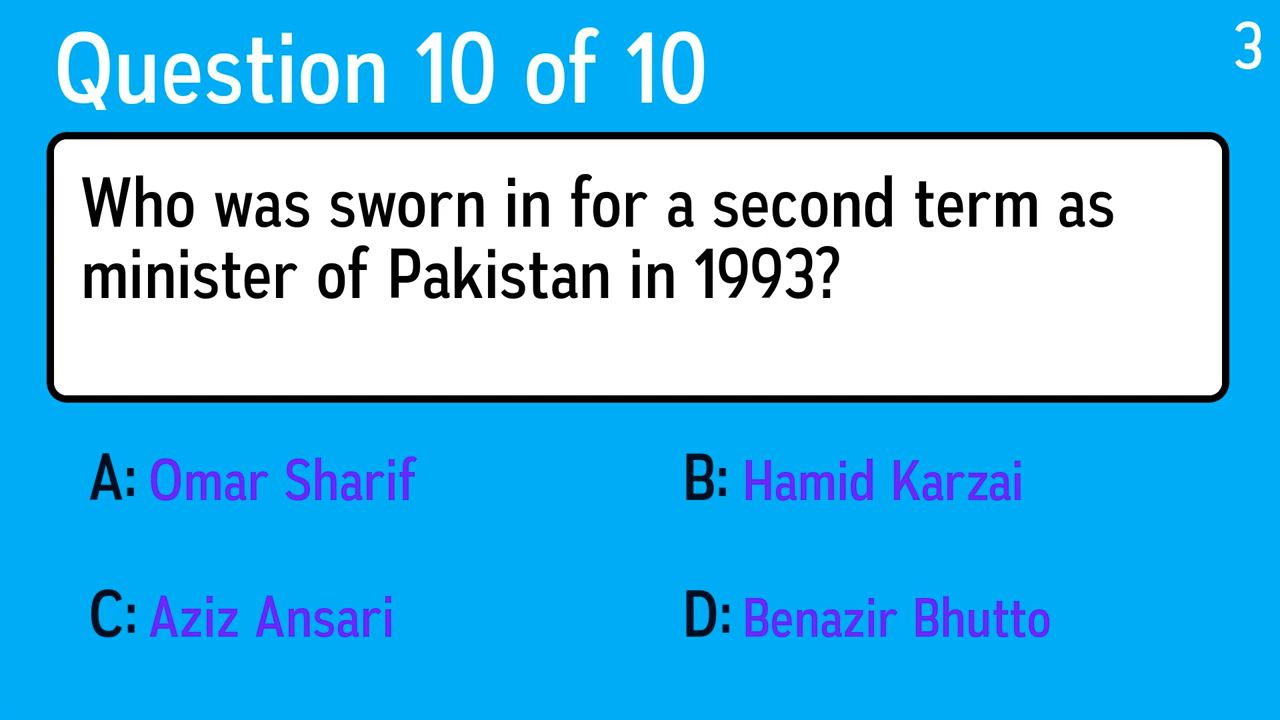 Question 10 of 10
3
Who was sworn in for a second term as
minister of Pakistan in 1993?
A: Omar Sharif
B: Hamid Karzai
C: Aziz Ansari
D: Benazir Bhutto